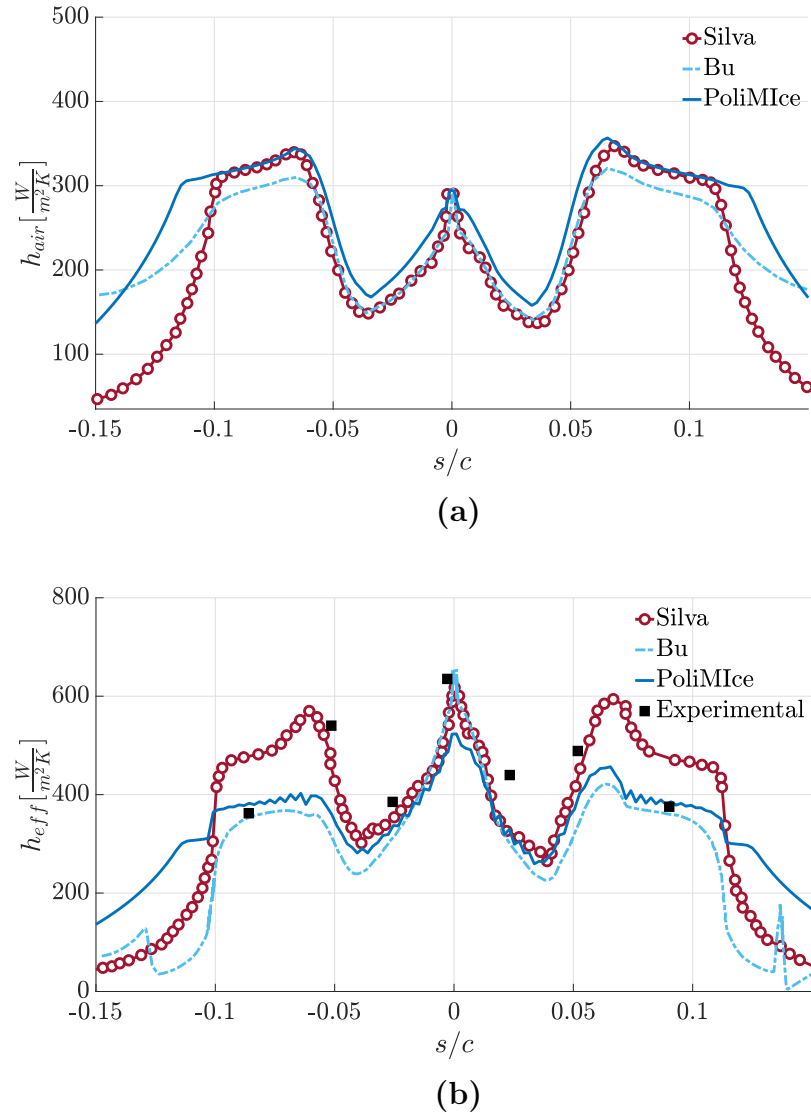 500
400
300
200
100
h_air [W/m²K]
Silva
Bu
PoliMIce
-0.15 -0.1 -0.05 0 0.05 0.1
s/c
(a)
800
600
400
200
0
h_eff [W/m²K]
Silva
Bu
PoliMIce
Experimental
-0.15 -0.1 -0.05 0 0.05 0.1
s/c
(b)